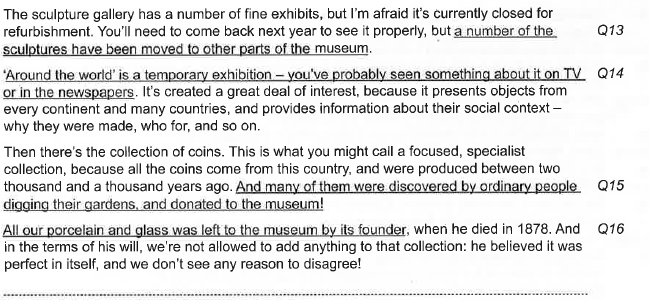 The sculpture gallery has a number of fine exhibits, but I'm afraid it's currently closed for
refurbishment. You'll need to come back next year to see it properly, but a number of the Q13
sculptures have been moved to other parts of the museum.
'Around the world' is a temporary exhibition – you've probably seen something about it on TV Q14
or in the newspapers. It's created a great deal of interest, because it presents objects from
every continent and many countries, and provides information about their social context –
why they were made, who for, and so on.
Then there's the collection of coins. This is what you might call a focused, specialist
collection, because all the coins come from this country, and were produced between two
thousand and a thousand years ago. And many of them were discovered by ordinary people Q15
digging their gardens, and donated to the museum!
All our porcelain and glass was left to the museum by its founder, when he died in 1878. And Q16
in the terms of his will, we're not allowed to add anything to that collection: he believed it was
perfect in itself, and we don't see any reason to disagree!